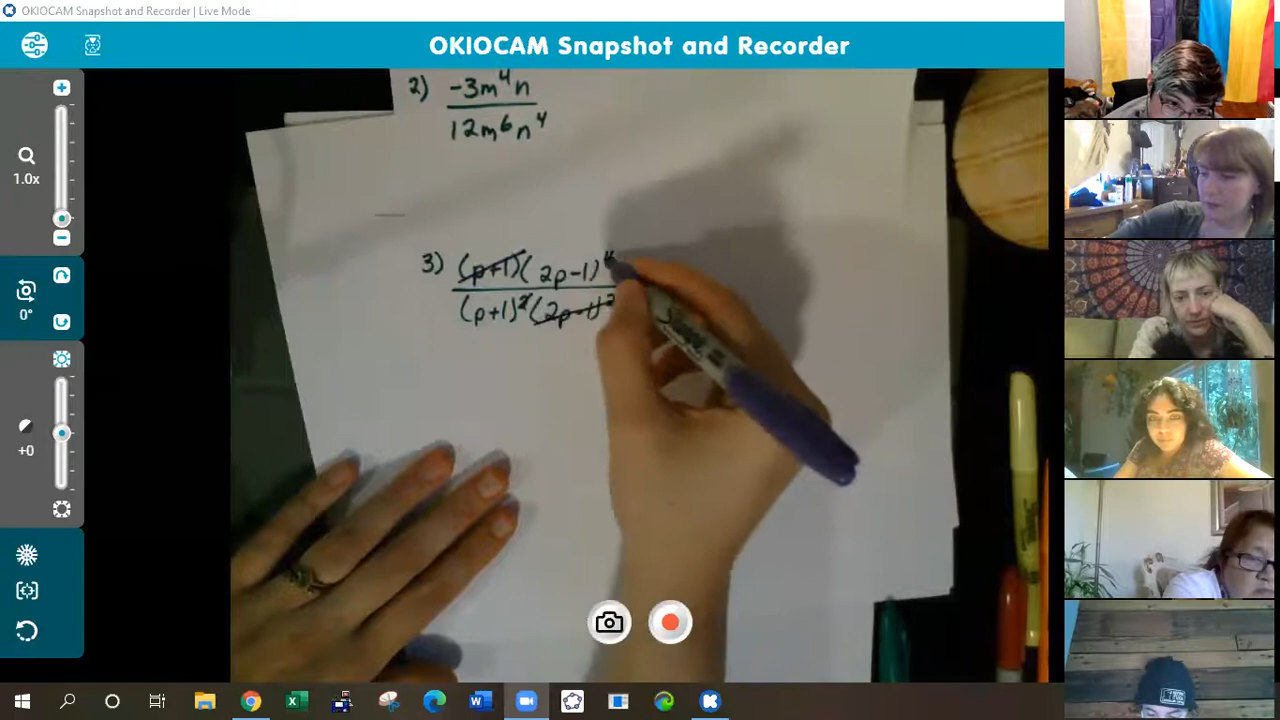 OKIOCAM Snapshot and Recorder | Live Mode
OKIOCAM Snapshot and Recorder
1.0x
0°
+0
2) -3m⁴n
12m⁶n⁴
3) (p+1)(2p-1)⁴
(p+1)²(2p-1)²